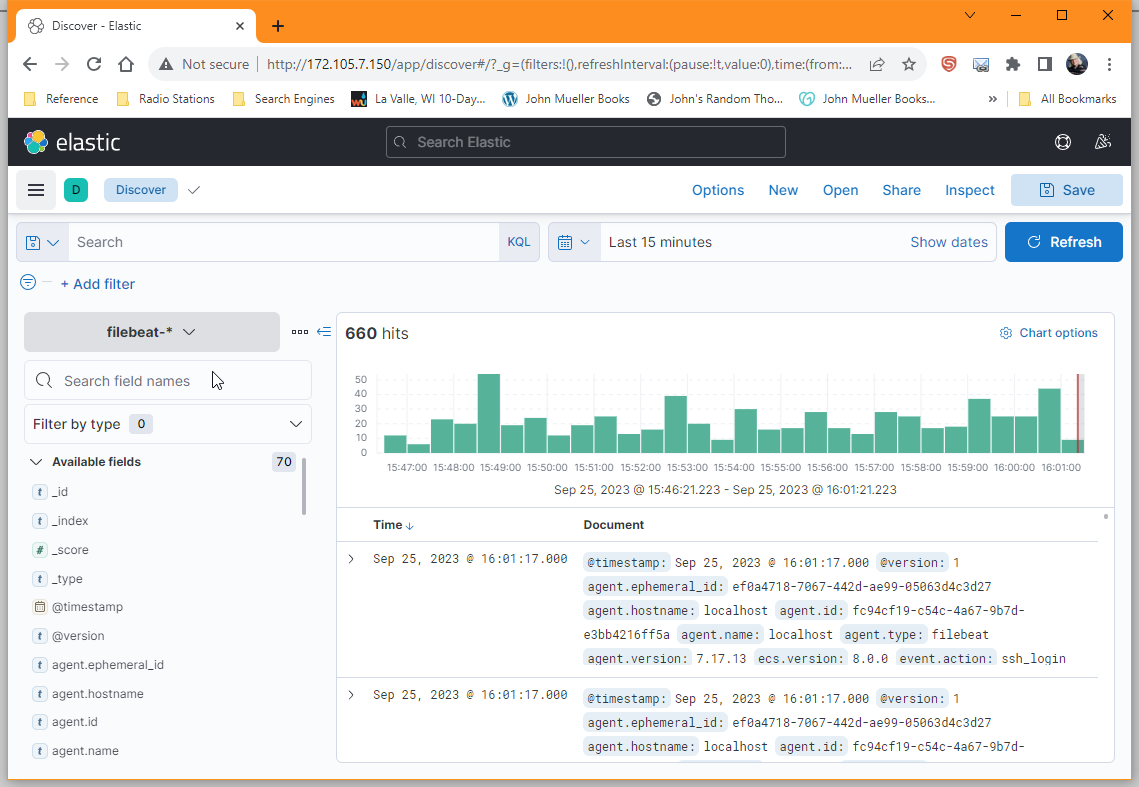 Discover - Elastic
Not secure http://172.105.7.150/app/discover#/?_g=(filters:!(),refreshInterval:(pause:!t,value:0),time:(from:...
Reference Radio Stations Search Engines La Valle, WI 10-Day... John Mueller Books John's Random Tho... John Mueller Books... » All Bookmarks
elastic Search Elastic
D Discover Options New Open Share Inspect Save
Search KQL Last 15 minutes Show dates Refresh
+ Add filter
filebeat-*
660 hits Chart options
Search field names
Filter by type 0
Available fields 70
_id
_index
_score
_type
@timestamp
@version
agent.ephemeral_id
agent.hostname
agent.id
agent.name
t
t
#
t
t
t
t
t
t
50
40
30
20
10
0
15:47:00 15:48:00 15:49:00 15:50:00 15:51:00 15:52:00 15:53:00 15:54:00 15:55:00 15:56:00 15:57:00 15:58:00 15:59:00 16:00:00 16:01:00
Sep 25, 2023 @ 15:46:21.223 - Sep 25, 2023 @ 16:01:21.223
Time Document
Sep 25, 2023 @ 16:01:17.000 @timestamp: Sep 25, 2023 @ 16:01:17.000 @version: 1
agent.ephemeral_id: ef0a4718-7067-442d-ae99-05063d4c3d27
agent.hostname: localhost agent.id: fc94cf19-c54c-4a67-9b7d-
e3bb4216ff5a agent.name: localhost agent.type: filebeat
agent.version: 7.17.13 ecs.version: 8.0.0 event.action: ssh_login
Sep 25, 2023 @ 16:01:17.000 @timestamp: Sep 25, 2023 @ 16:01:17.000 @version: 1
agent.ephemeral_id: ef0a4718-7067-442d-ae99-05063d4c3d27
agent.hostname: localhost agent.id: fc94cf19-c54c-4a67-9b7d-